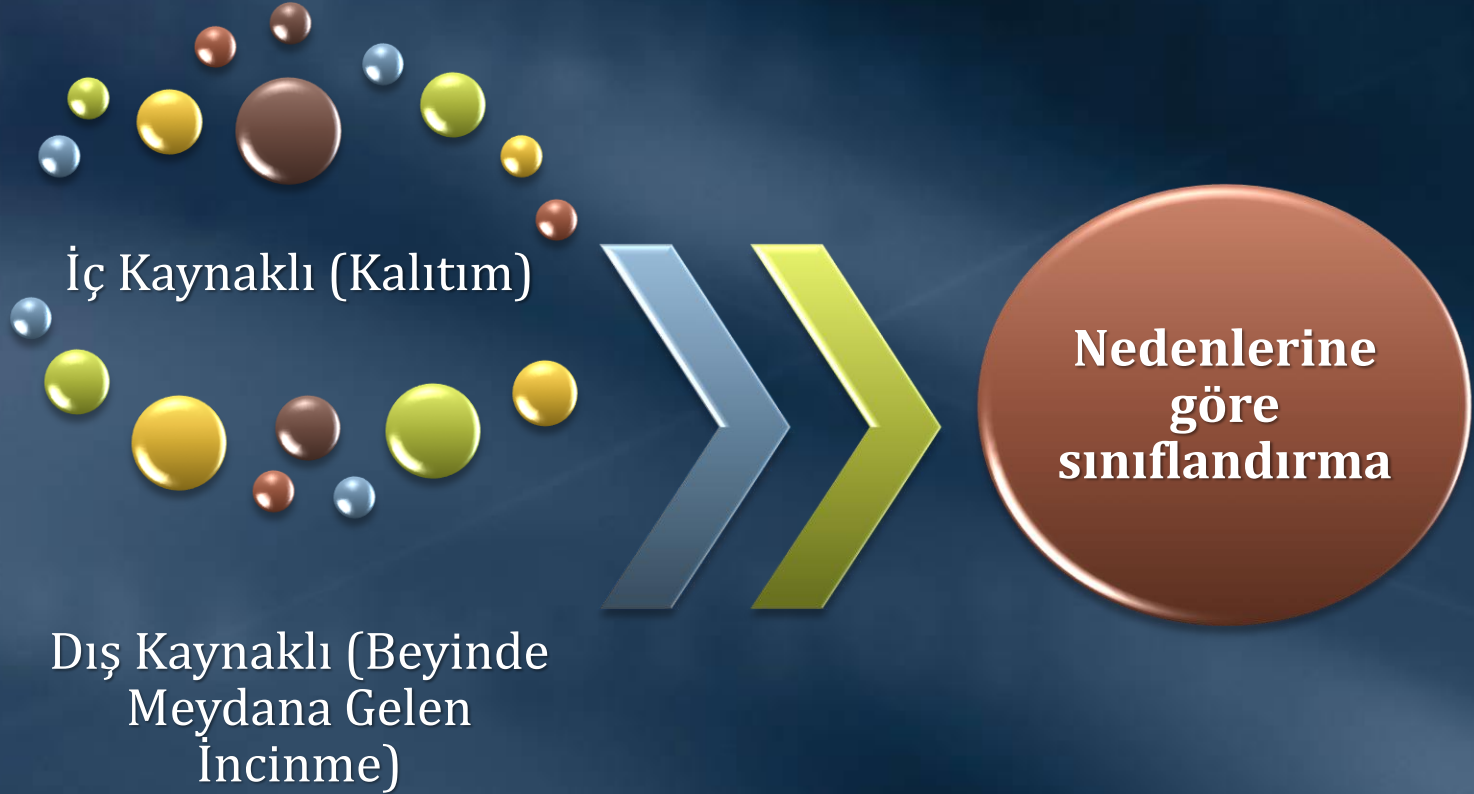 İç Kaynaklı (Kalıtım)
Dış Kaynaklı (Beyinde
Meydana Gelen
İncinme)
Nedenlerine
göre
sınıflandırma